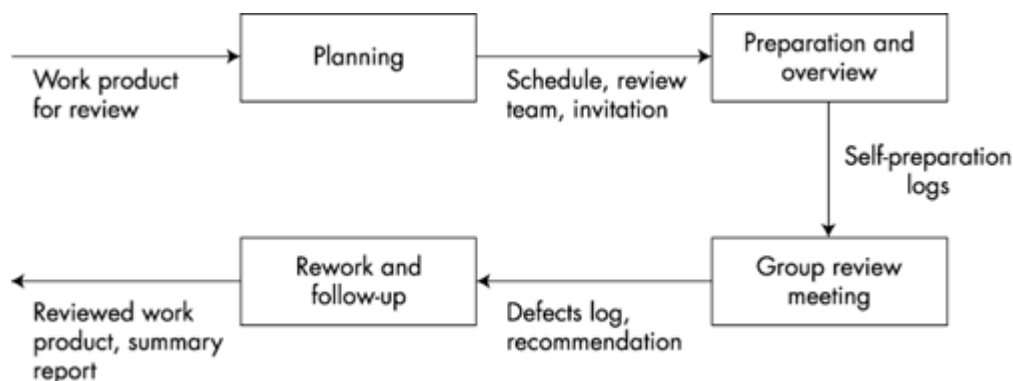 Planning
Preparation and
overview
Work product
for review
Schedule, review
team, invitation
Self-preparation
logs
Rework and
follow-up
Group review
meeting
Reviewed work
product, summary
report
Defects log,
recommendation